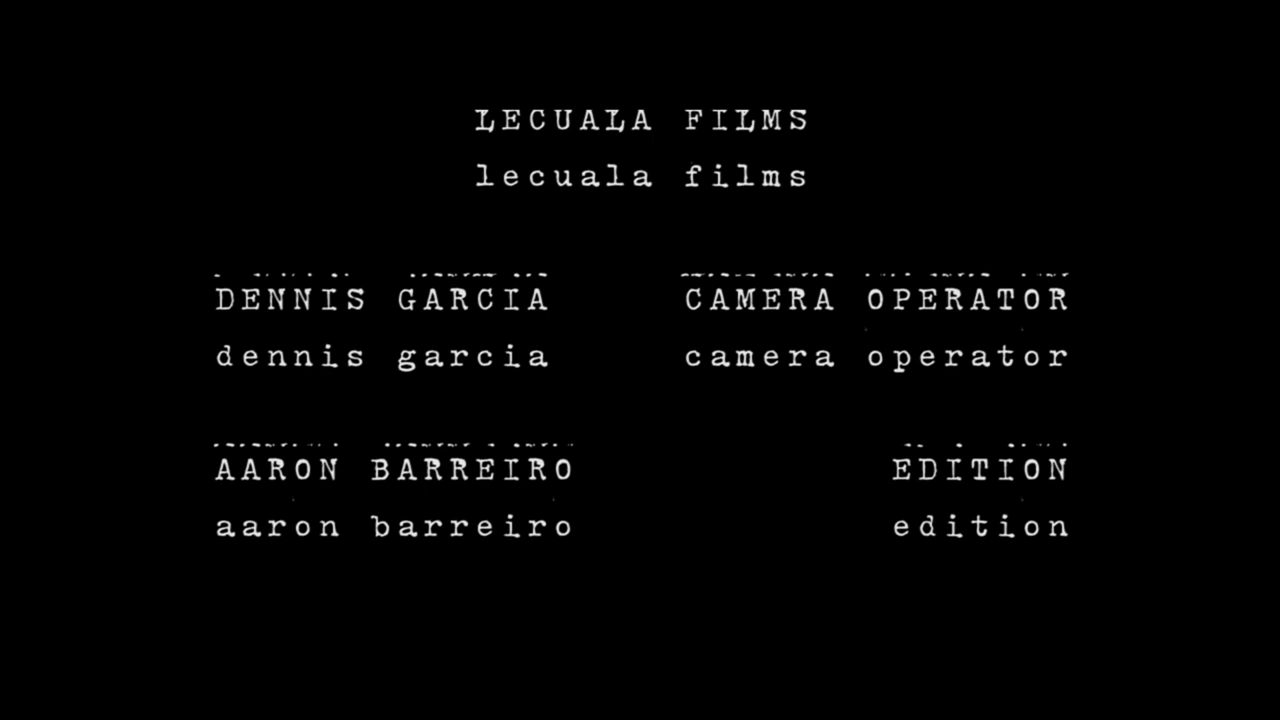 LECUALA FILMS
lecuala films
DENNIS GARCIA CAMERA OPERATOR
dennis garcia camera operator
AARON BARREIRO EDITION
aaron barreiro edition